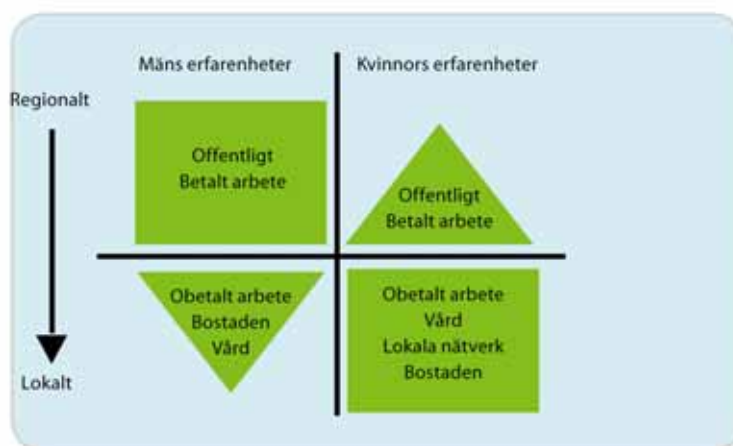 Mäns erfarenheter
Kvinnors erfarenheter
Regionalt
Offentligt
Betalt arbete
Offentligt
Betalt arbete
Obetalt arbete
Bostaden
Vård
Obetalt arbete
Vård
Lokala nätverk
Bostaden
Lokalt